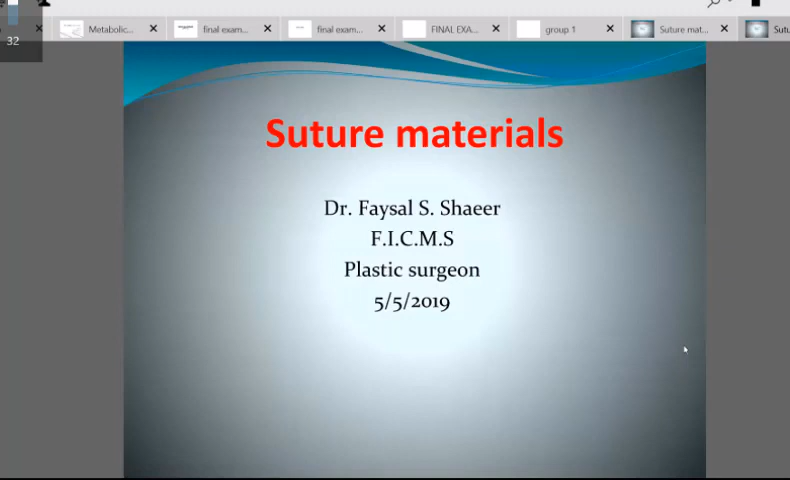 32
Metabolic...
final exam...
final exam...
FINAL EXA...
group 1
Suture mat...
Sutu
Suture materials
Dr. Faysal S. Shaeer
F.I.C.M.S
Plastic surgeon
5/5/2019